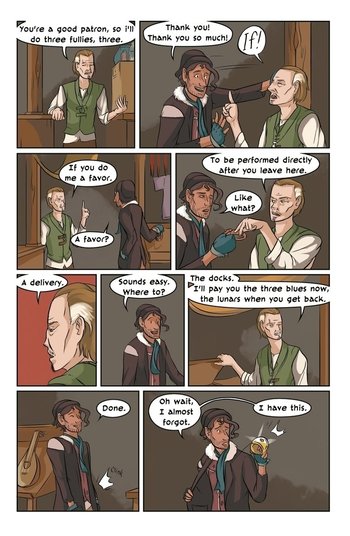 You're a good patron, so i'll
do three fullies, three.
Thank you!
Thank you so much!
If!
If you do
me a favor.
A favor?
To be performed directly
after you leave here.
Like
what?
A delivery.
Sounds easy.
Where to?
The docks.
I'll pay you the three blues now,
the lunars when you get back.
Done.
Clink
Oh wait,
I almost
forgot.
I have this.